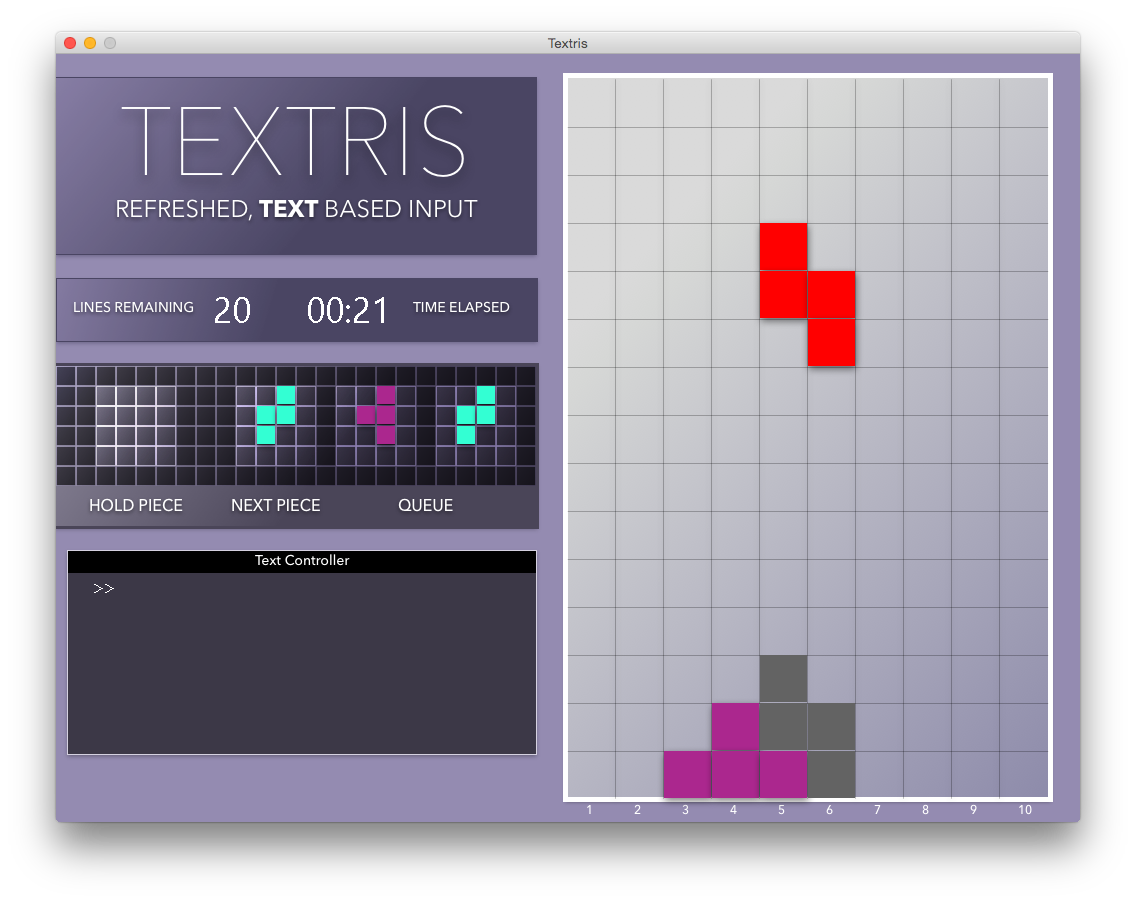 Textris
TEXTRIS
REFRESHED, TEXT BASED INPUT
LINES REMAINING 20 00:21 TIME ELAPSED
HOLD PIECE NEXT PIECE QUEUE
Text Controller
>>
1 2 3 4 5 6 7 8 9 10